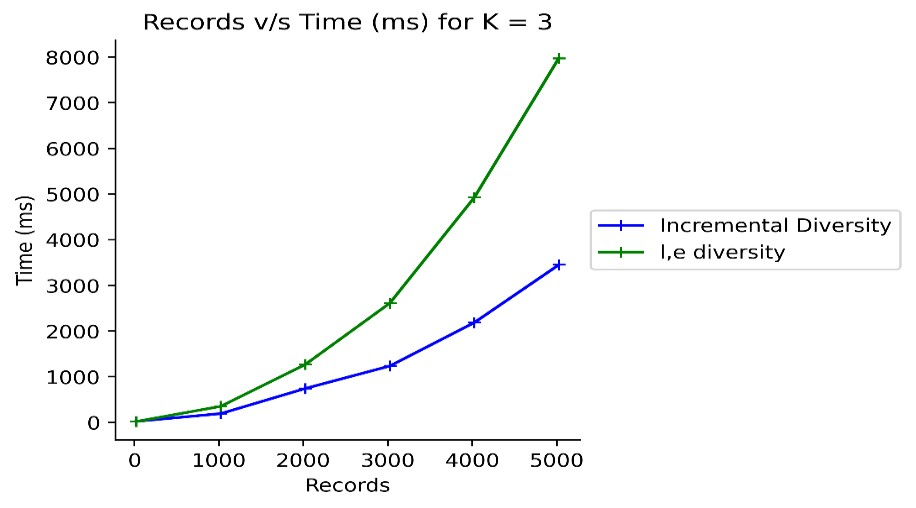 Records v/s Time (ms) for K = 3
8000
7000
6000
5000
4000
3000
2000
1000
0
Time (ms)
0 1000 2000 3000 4000 5000
Records
Incremental Diversity
l,e diversity